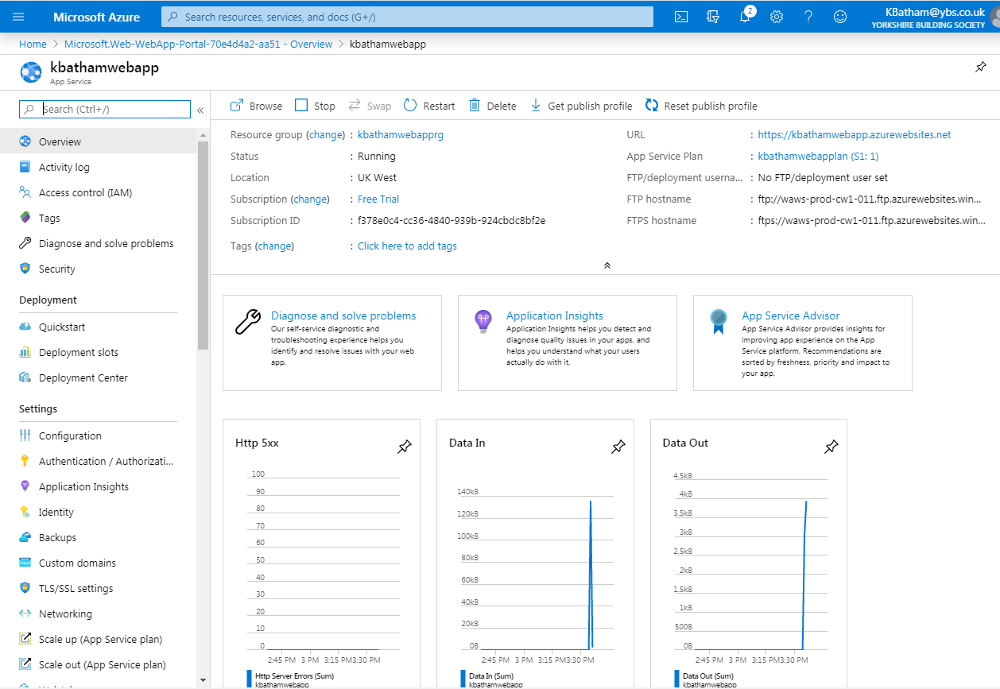 Microsoft Azure
Search resources, services, and docs (G+/)
2
KBatham@ybs.co.uk
YORKSHIRE BUILDING SOCIETY
Home > Microsoft.Web-WebApp-Portal-70e4d4a2-aa51 - Overview > kbathamwebapp
kbathamwebapp
App Service
Search (Ctrl+/)
Overview
Activity log
Access control (IAM)
Tags
Diagnose and solve problems
Security
Deployment
Quickstart
Deployment slots
Deployment Center
Settings
Configuration
Authentication / Authorizati...
Application Insights
Identity
Backups
Custom domains
TLS/SSL settings
Networking
Scale up (App Service plan)
Scale out (App Service plan)
Browse Stop Swap Restart Delete Get publish profile Reset publish profile
Resource group (change) : kbathamwebapprg
Status : Running
Location : UK West
Subscription (change) : Free Trial
Subscription ID : f378e0c4-cc36-4840-939b-924cbdc8bf2e
Tags (change) : Click here to add tags
URL : https://kbathamwebapp.azurewebsites.net
App Service Plan : kbathamwebapplan (S1: 1)
FTP/deployment userna... : No FTP/deployment user set
FTP hostname : ftp://waws-prod-cw1-011.ftp.azurewebsites.win...
FTPS hostname : ftps://waws-prod-cw1-011.ftp.azurewebsites.win...
Diagnose and solve problems
Our self-service diagnostic and
troubleshooting experience helps you
identify and resolve issues with your web
app.
Application Insights
Application Insights helps you detect and
diagnose quality issues in your apps, and
helps you understand what your users
actually do with it.
App Service Advisor
App Service Advisor provides insights for
improving app experience on the App
Service platform. Recommendations are
sorted by freshness, priority and impact to
your app.
Http 5xx
100
90
80
70
60
50
40
30
20
10
0
2:45 PM 3 PM 3:15 PM 3:30 PM
Http Server Errors (Sum)
kbathamwebapp
Data In
140kB
120kB
100kB
80kB
60kB
40kB
20kB
0B
2:45 PM 3 PM 3:15 PM 3:30 PM
Data In (Sum)
kbathamwebapp
Data Out
4.5kB
4kB
3.5kB
3kB
2.5kB
2kB
1.5kB
1kB
500B
0B
2:45 PM 3 PM 3:15 PM 3:30 PM
Data Out (Sum)
kbathamwebapp